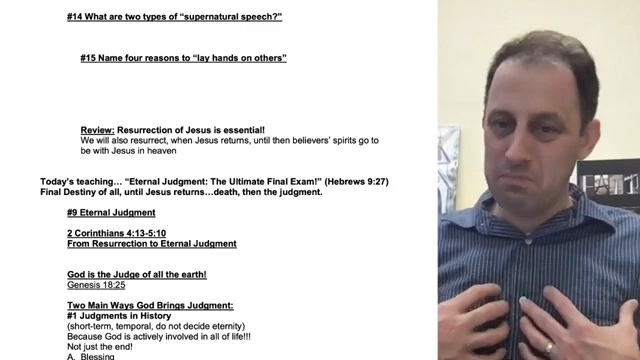 #14 What are two types of “supernatural speech?”
#15 Name four reasons to “lay hands on others”
Review: Resurrection of Jesus is essential!
We will also resurrect, when Jesus returns, until then believers’ spirits go to
be with Jesus in heaven
Today’s teaching… “Eternal Judgment: The Ultimate Final Exam!” (Hebrews 9:27)
Final Destiny of all, until Jesus returns…death, then the judgment.
#9 Eternal Judgment
2 Corinthians 4:13-5:10
From Resurrection to Eternal Judgment
God is the Judge of all the earth!
Genesis 18:25
Two Main Ways God Brings Judgment:
#1 Judgments in History
(short-term, temporal, do not decide eternity)
Because God is actively involved in all of life!!!
Not just the end!
A. Blessing